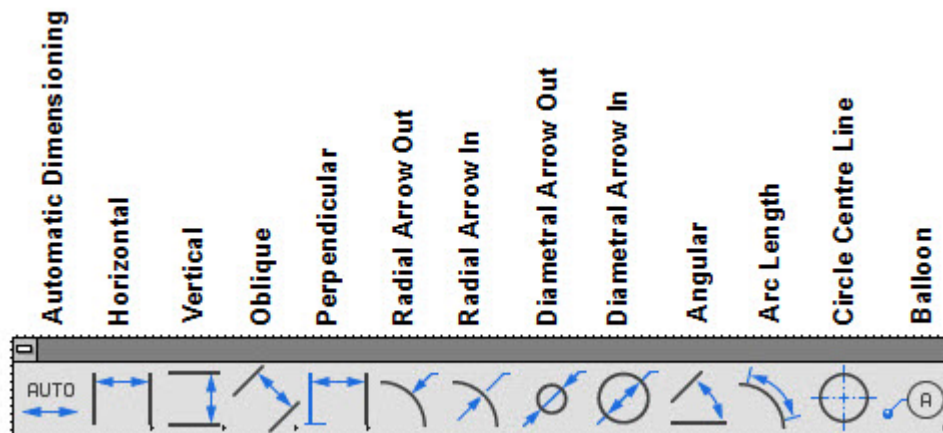 Automatic Dimensioning
Horizontal
Vertical
Oblique
Perpendicular
Radial Arrow Out
Radial Arrow In
Diametral Arrow Out
Diametral Arrow In
Angular
Arc Length
Circle Centre Line
Balloon
AUTO
A